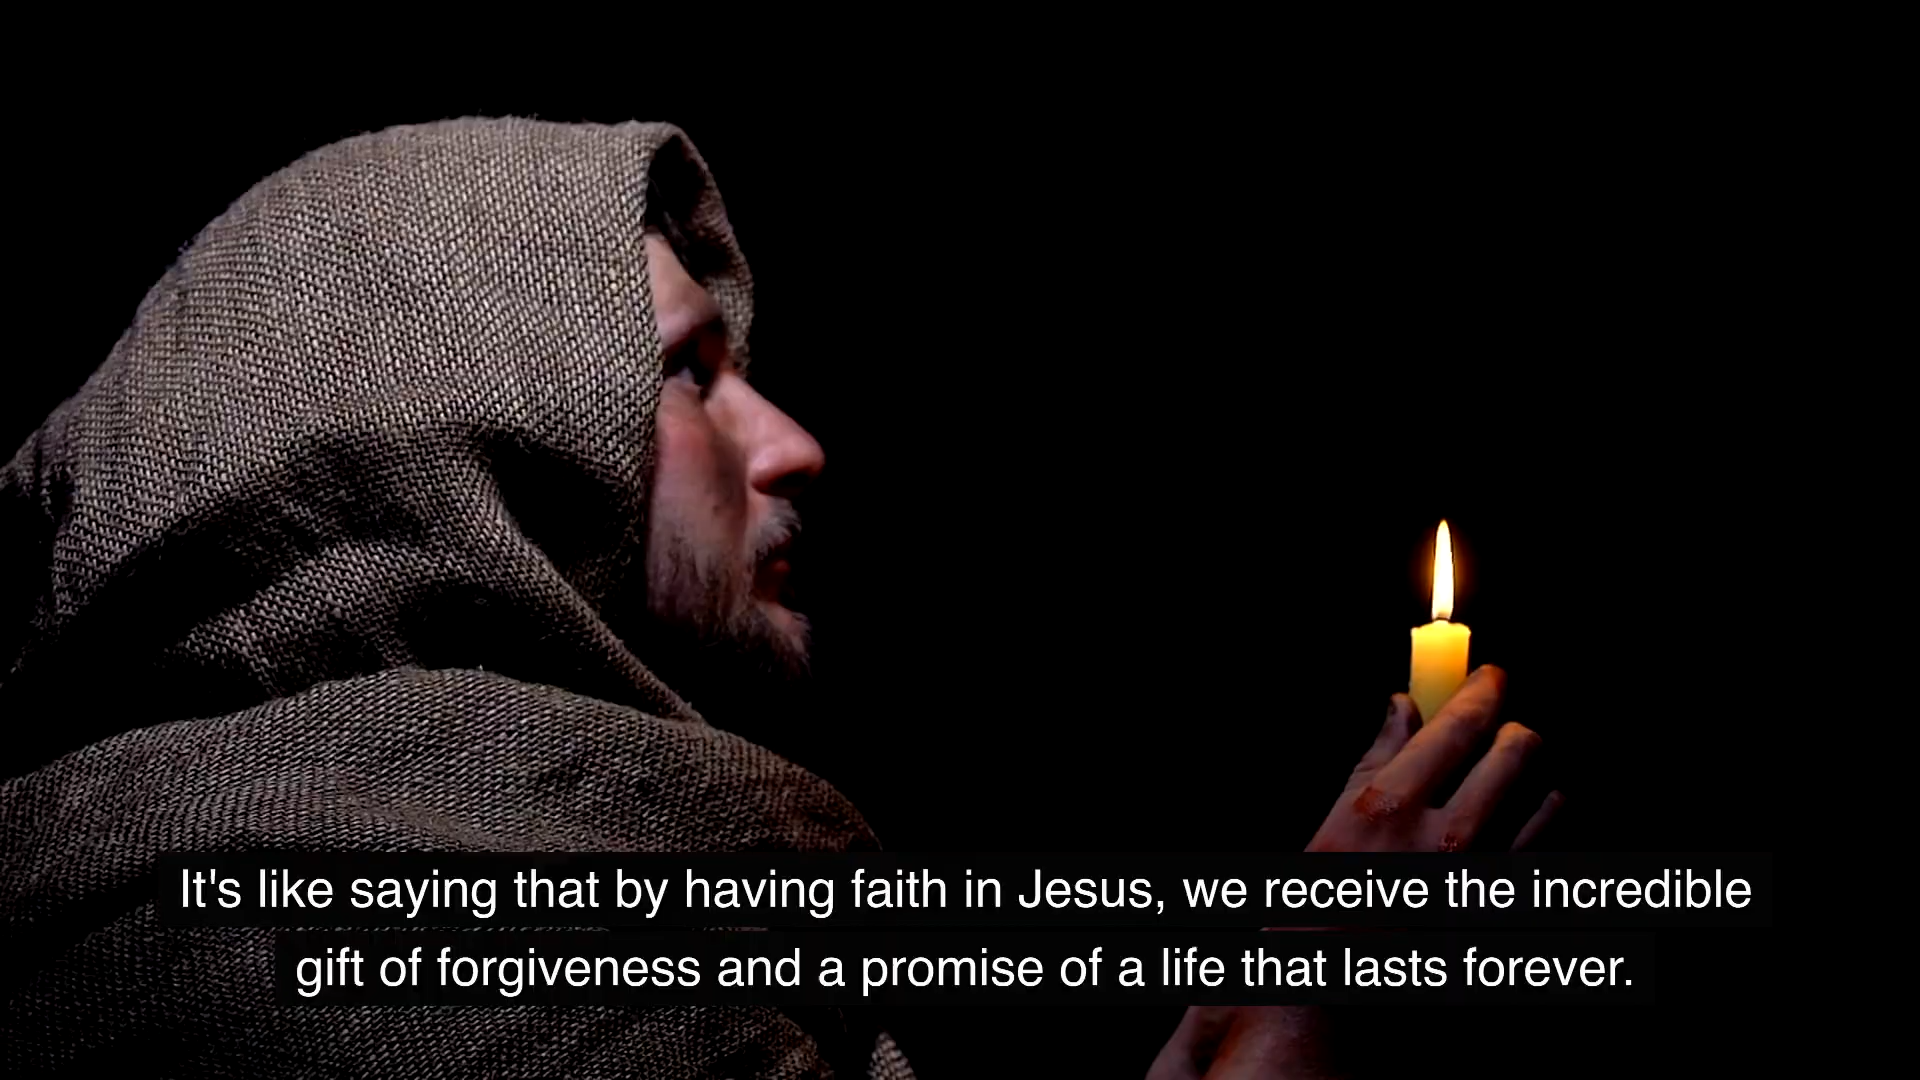 It's like saying that by having faith in Jesus, we receive the incredible
gift of forgiveness and a promise of a life that lasts forever.